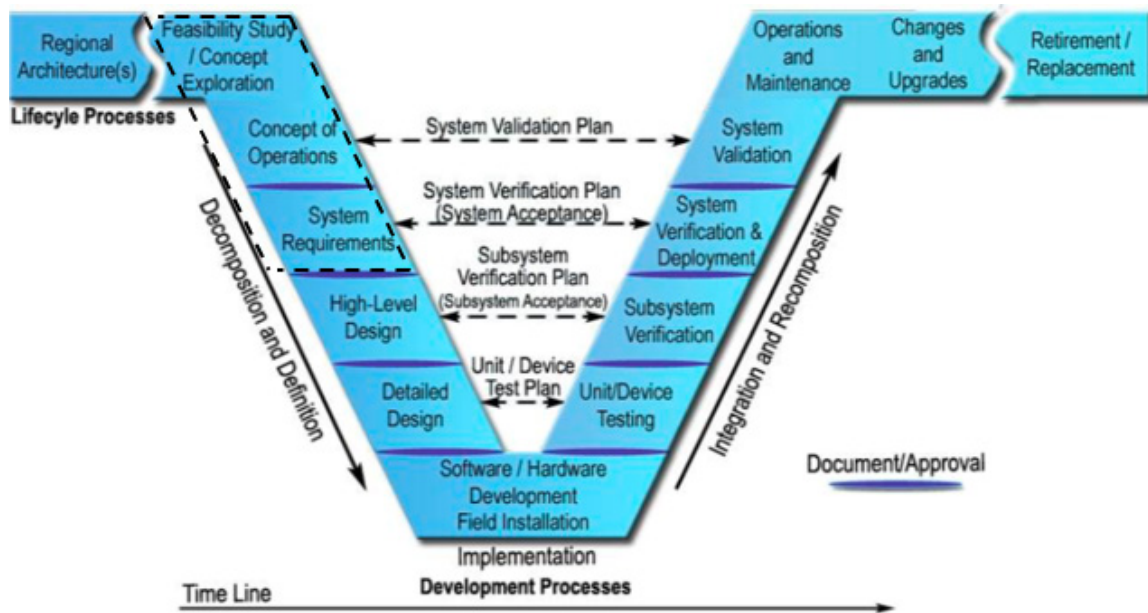 Regional
Architecture(s)
Feasibility Study
/ Concept
Exploration
Operations
and
Maintenance
Changes
and
Upgrades
Retirement /
Replacement
Lifecyle Processes
Concept of
Operations
System Validation Plan
System
Validation
System
Requirements
System Verification Plan
(System Acceptance)
System
Verification &
Deployment
Decomposition and Definition
High-Level
Design
Subsystem
Verification Plan
(Subsystem Acceptance)
Subsystem
Verification
Integration and Recomposition
Detailed
Design
Unit / Device
Test Plan
Unit/Device
Testing
Software / Hardware
Development
Field Installation
Document/Approval
Implementation
Development Processes
Time Line